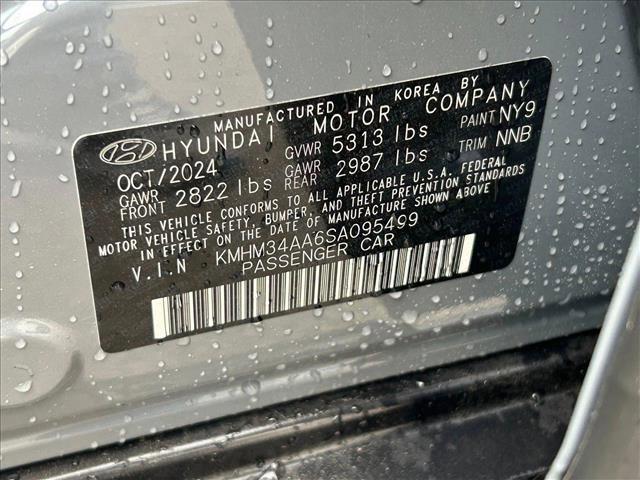 MANUFACTURED IN KOREA BY
HYUNDAI MOTOR COMPANY
OCT/2024 GVWR 5313 lbs PAINT NY9
GAWR FRONT 2822 lbs GAWR REAR 2987 lbs TRIM NNB
THIS VEHICLE CONFORMS TO ALL APPLICABLE U.S.A. FEDERAL
MOTOR VEHICLE SAFETY, BUMPER, AND THEFT PREVENTION STANDARDS
IN EFFECT ON THE DATE OF MANUFACTURE SHOWN ABOVE
V.I.N KMHM34AA6SA095499
PASSENGER CAR